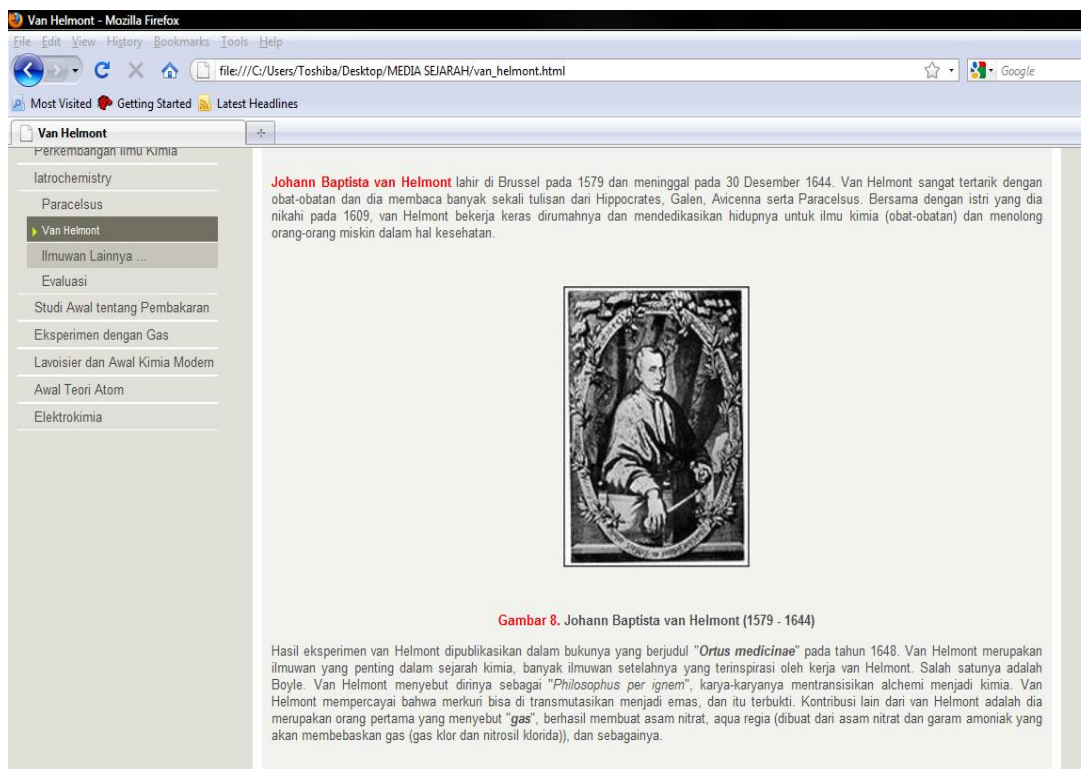 Van Helmont - Mozilla Firefox
File Edit View History Bookmarks Tools Help
file:///C:/Users/Toshiba/Desktop/MEDIA SEJARAH/van_helmont.html
Google
Most Visited Getting Started Latest Headlines
Van Helmont
Perkembangan Ilmu Kimia
Iatrochemistry
Paracelsus
Van Helmont
Ilmuwan Lainnya ...
Evaluasi
Studi Awal tentang Pembakaran
Eksperimen dengan Gas
Lavoisier dan Awal Kimia Modern
Awal Teori Atom
Elektrokimia
Johann Baptista van Helmont lahir di Brussel pada 1579 dan meninggal pada 30 Desember 1644. Van Helmont sangat tertarik dengan
obat-obatan dan dia membaca banyak sekali tulisan dari Hippocrates, Galen, Avicenna serta Paracelsus. Bersama dengan istri yang dia
nikahi pada 1609, van Helmont bekerja keras dirumahnya dan mendedikasikan hidupnya untuk ilmu kimia (obat-obatan) dan menolong
orang-orang miskin dalam hal kesehatan.
Gambar 8. Johann Baptista van Helmont (1579 - 1644)
Hasil eksperimen van Helmont dipublikasikan dalam bukunya yang berjudul "Ortus medicinae" pada tahun 1648. Van Helmont merupakan
ilmuwan yang penting dalam sejarah kimia, banyak ilmuwan setelahnya yang terinspirasi oleh kerja van Helmont. Salah satunya adalah
Boyle. Van Helmont menyebut dirinya sebagai "Philosophus per ignem", karya-karyanya mentransisikan alchemi menjadi kimia. Van
Helmont mempercayai bahwa merkuri bisa di transmutasikan menjadi emas, dan itu terbukti. Kontribusi lain dari van Helmont adalah dia
merupakan orang pertama yang menyebut "gas", berhasil membuat asam nitrat, aqua regia (dibuat dari asam nitrat dan garam amoniak yang
akan membebaskan gas (gas klor dan nitrosil klorida)), dan sebagainya.